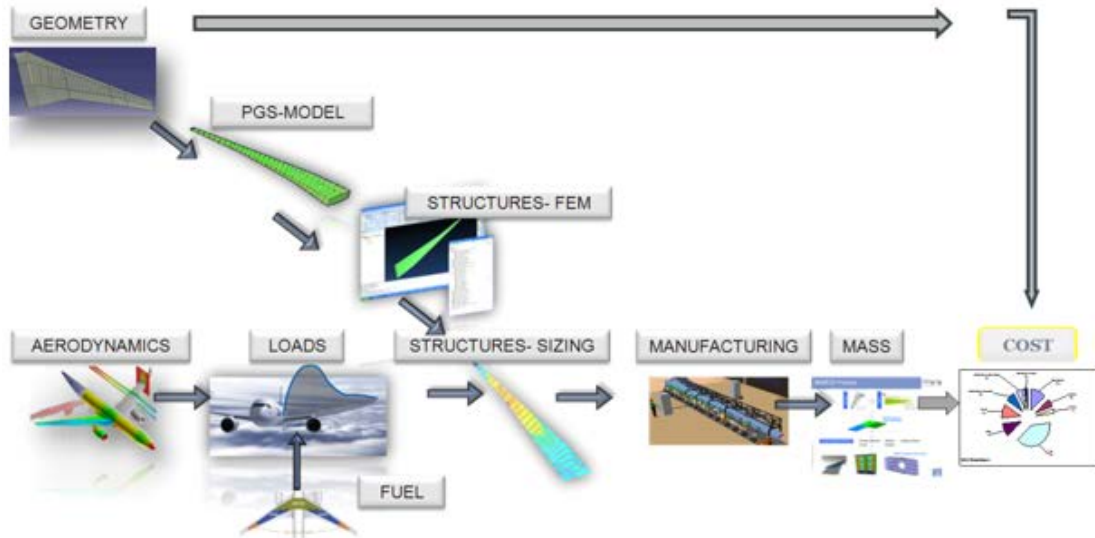 GEOMETRY
PGS-MODEL
STRUCTURES- FEM
AERODYNAMICS
LOADS
STRUCTURES- SIZING
MANUFACTURING
MASS
COST
FUEL